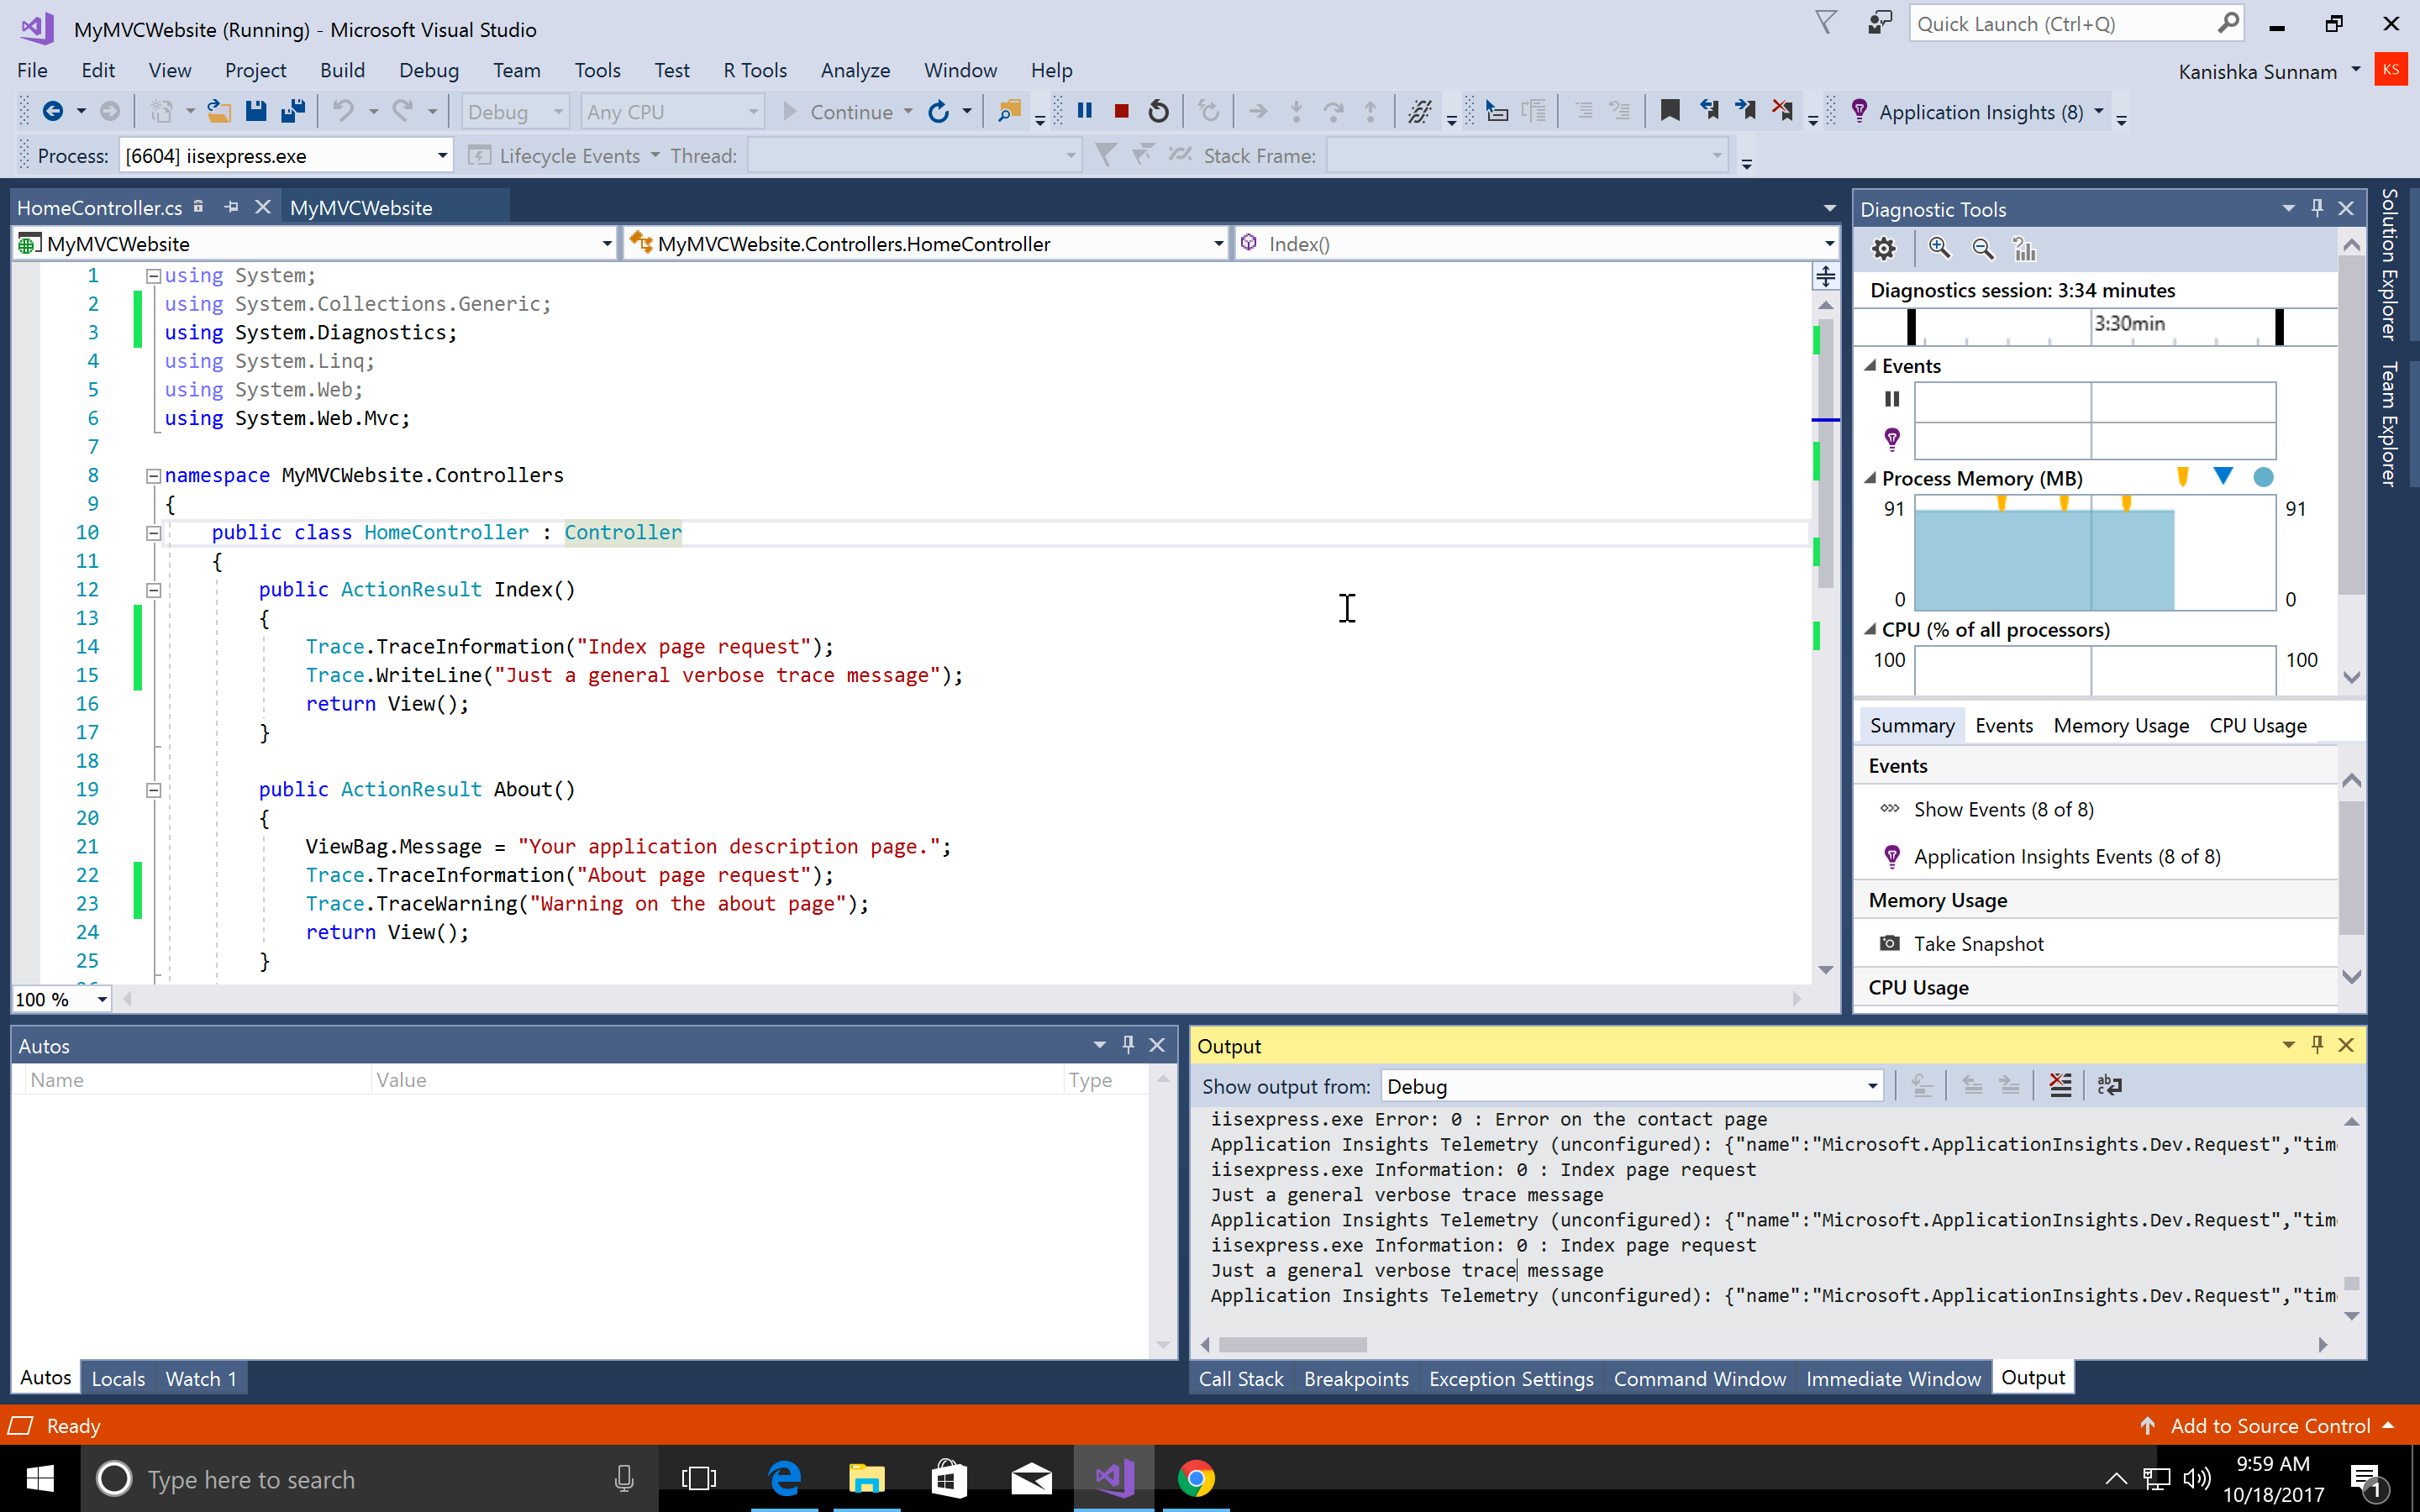 MyMVCWebsite (Running) - Microsoft Visual Studio
Quick Launch (Ctrl+Q)
File Edit View Project Build Debug Team Tools Test R Tools Analyze Window Help
Kanishka Sunnam KS
Debug Any CPU Continue Application Insights (8)
Process: [6604] iisexpress.exe Lifecycle Events Thread: Stack Frame:
HomeController.cs MyMVCWebsite
MyMVCWebsite MyMVCWebsite.Controllers.HomeController Index()
1 using System;
2 using System.Collections.Generic;
3 using System.Diagnostics;
4 using System.Linq;
5 using System.Web;
6 using System.Web.Mvc;
7
8 namespace MyMVCWebsite.Controllers
9 {
10 public class HomeController : Controller
11 {
12 public ActionResult Index()
13 {
14 Trace.TraceInformation("Index page request");
15 Trace.WriteLine("Just a general verbose trace message");
16 return View();
17 }
18
19 public ActionResult About()
20 {
21 ViewBag.Message = "Your application description page.";
22 Trace.TraceInformation("About page request");
23 Trace.TraceWarning("Warning on the about page");
24 return View();
25 }
100 %
Diagnostic Tools
Diagnostics session: 3:34 minutes
3:30min
Events
Process Memory (MB)
91 91
0 0
CPU (% of all processors)
100 100
Summary Events Memory Usage CPU Usage
Events
Show Events (8 of 8)
Application Insights Events (8 of 8)
Memory Usage
Take Snapshot
CPU Usage
Solution Explorer
Team Explorer
Autos
Name Value Type
Autos Locals Watch 1
Output
Show output from: Debug
iisexpress.exe Error: 0 : Error on the contact page
Application Insights Telemetry (unconfigured): {"name":"Microsoft.ApplicationInsights.Dev.Request","tim
iisexpress.exe Information: 0 : Index page request
Just a general verbose trace message
Application Insights Telemetry (unconfigured): {"name":"Microsoft.ApplicationInsights.Dev.Request","tim
iisexpress.exe Information: 0 : Index page request
Just a general verbose trace message
Application Insights Telemetry (unconfigured): {"name":"Microsoft.ApplicationInsights.Dev.Request","tim
Call Stack Breakpoints Exception Settings Command Window Immediate Window Output
Ready
Add to Source Control
Type here to search
9:59 AM
10/18/2017
1